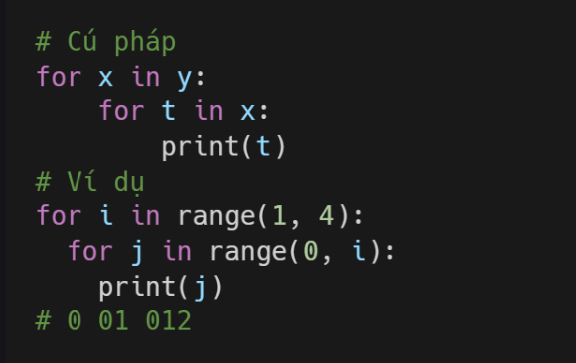 # Cú pháp
for x in y:
    for t in x:
        print(t)
# Ví dụ
for i in range(1, 4):
  for j in range(0, i):
    print(j)
# 0 01 012